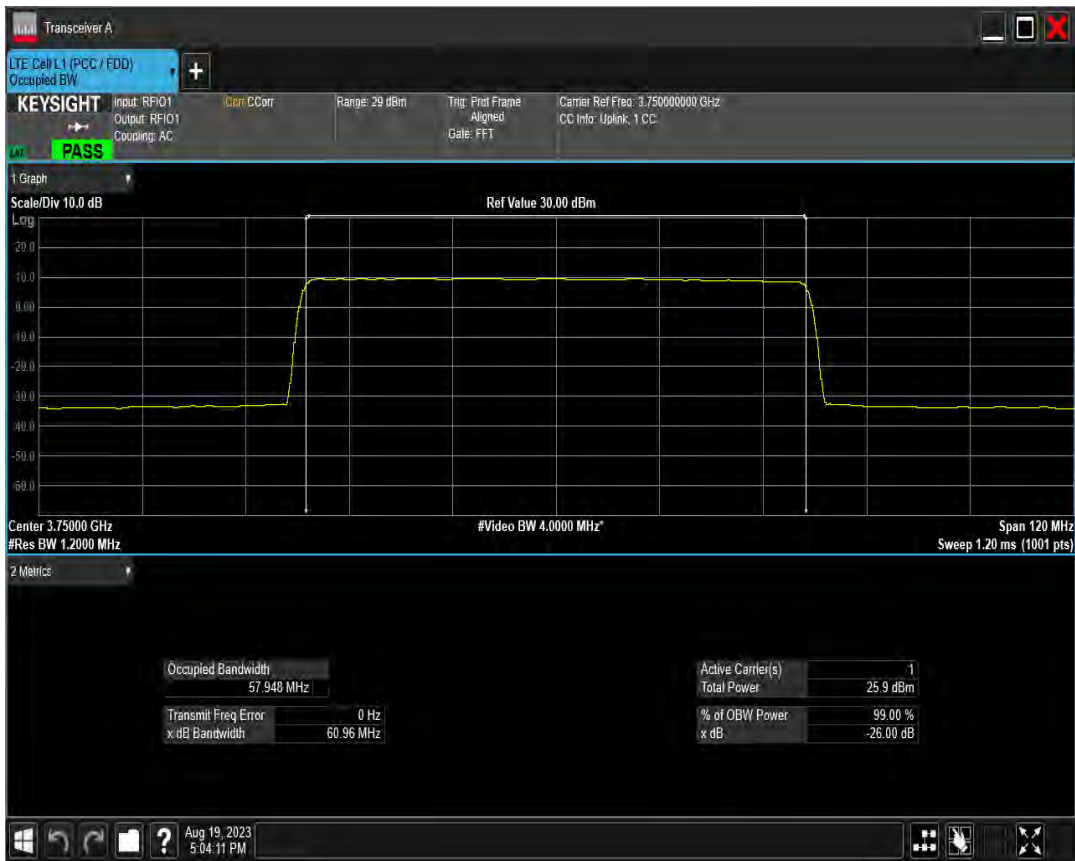 Transceiver A
LTE Cell L1 (PCC / FDD)
Occupied BW
+
KEYSIGHT
Input: RFIO1
Output: RFIO1
Coupling: AC
Corr CCorr
Range: 29 dBm
Trig: Prot Frame
Aligned
Gate: FFT
Carrier Ref Freq: 3.750000000 GHz
CC Info: Uplink, 1 CC
PASS
1 Graph
Scale/Div 10.0 dB
Ref Value 30.00 dBm
Log
20.0
10.0
0.00
-10.0
-20.0
-30.0
-40.0
-50.0
-60.0
Center 3.75000 GHz
#Video BW 4.0000 MHz*
Span 120 MHz
#Res BW 1.2000 MHz
Sweep 1.20 ms (1001 pts)
2 Metrics
Occupied Bandwidth
57.948 MHz
Transmit Freq Error 0 Hz
x dB Bandwidth 60.96 MHz
Active Carrier(s) 1
Total Power 25.9 dBm
% of OBW Power 99.00 %
x dB -26.00 dB
?
Aug 19, 2023
5:04:11 PM